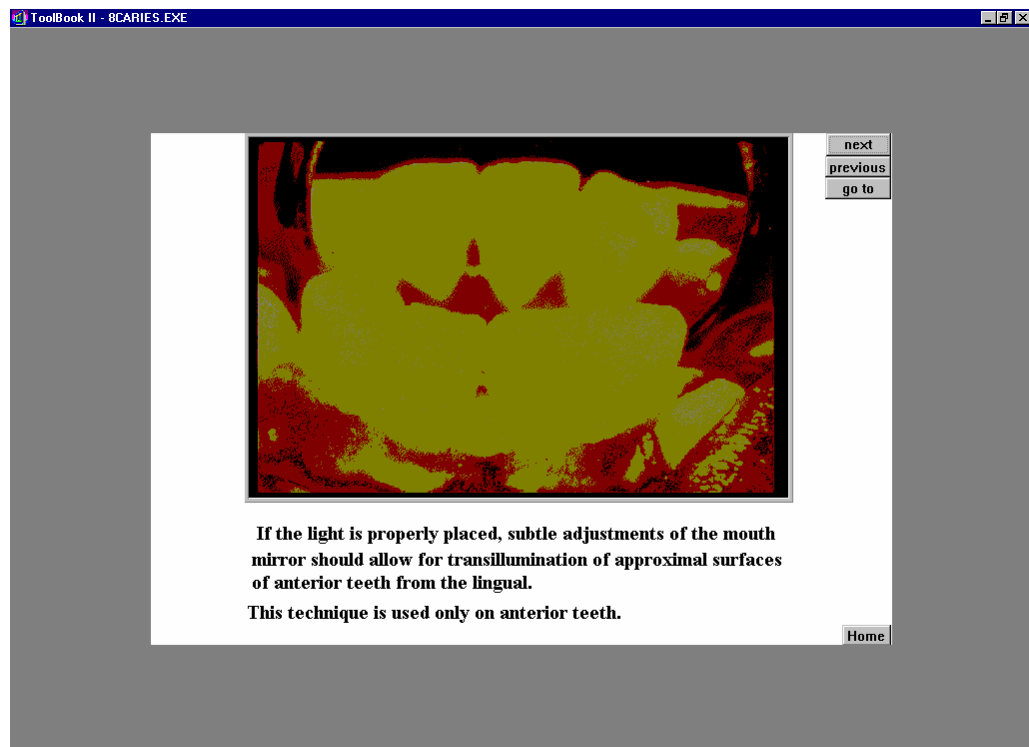 ToolBook II - 8CARIES.EXE
next
previous
go to
If the light is properly placed, subtle adjustments of the mouth
mirror should allow for transillumination of approximal surfaces
of anterior teeth from the lingual.
This technique is used only on anterior teeth.
Home